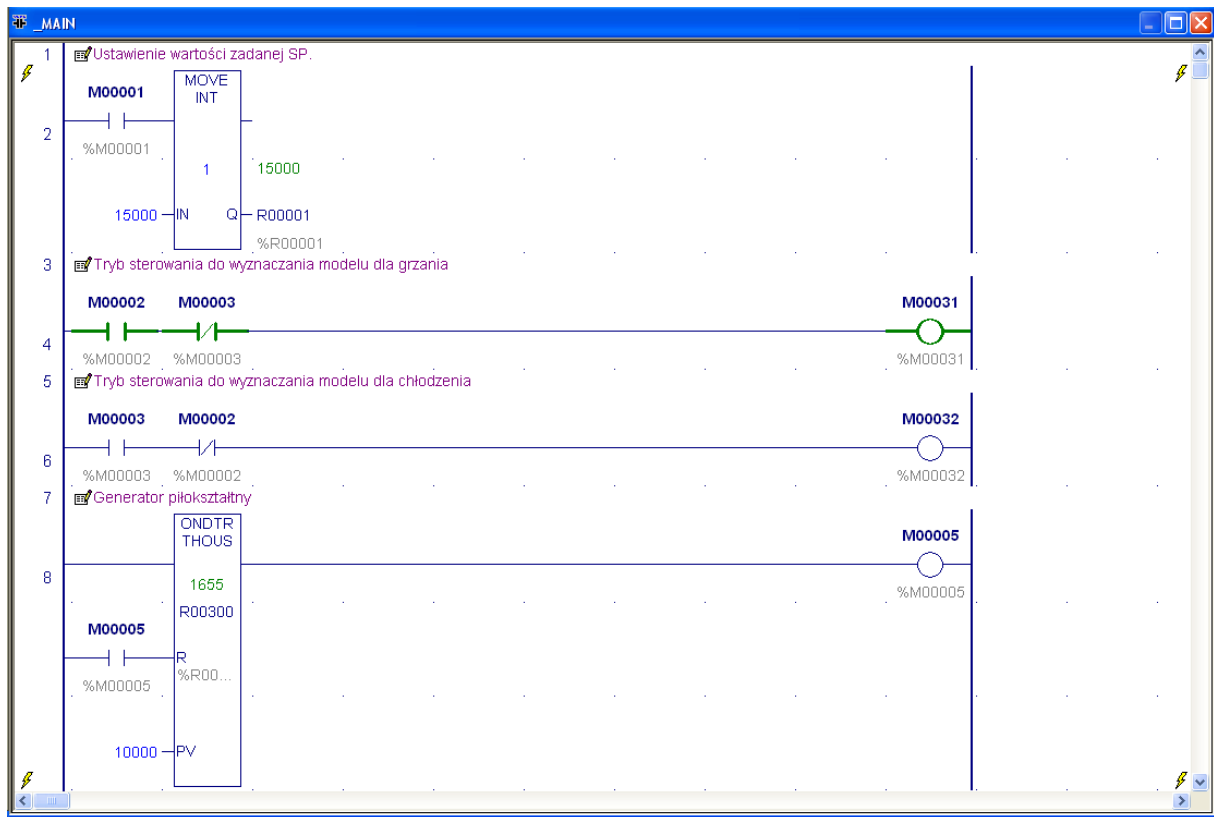 _MAIN
1 Ustawienie wartości zadanej SP.
MOVE
INT
M00001
2
%M00001
1 15000
15000 IN Q R00001
%R00001
3 Tryb sterowania do wyznaczania modelu dla grzania
M00002 M00003 M00031
4
%M00002 %M00003 %M00031
5 Tryb sterowania do wyznaczania modelu dla chłodzenia
M00003 M00002 M00032
6
%M00003 %M00002 %M00032
7 Generator piłokształtny
ONDTR
THOUS
M00005
8
1655
%M00005
R00300
M00005
R
%R00...
%M00005
10000 PV